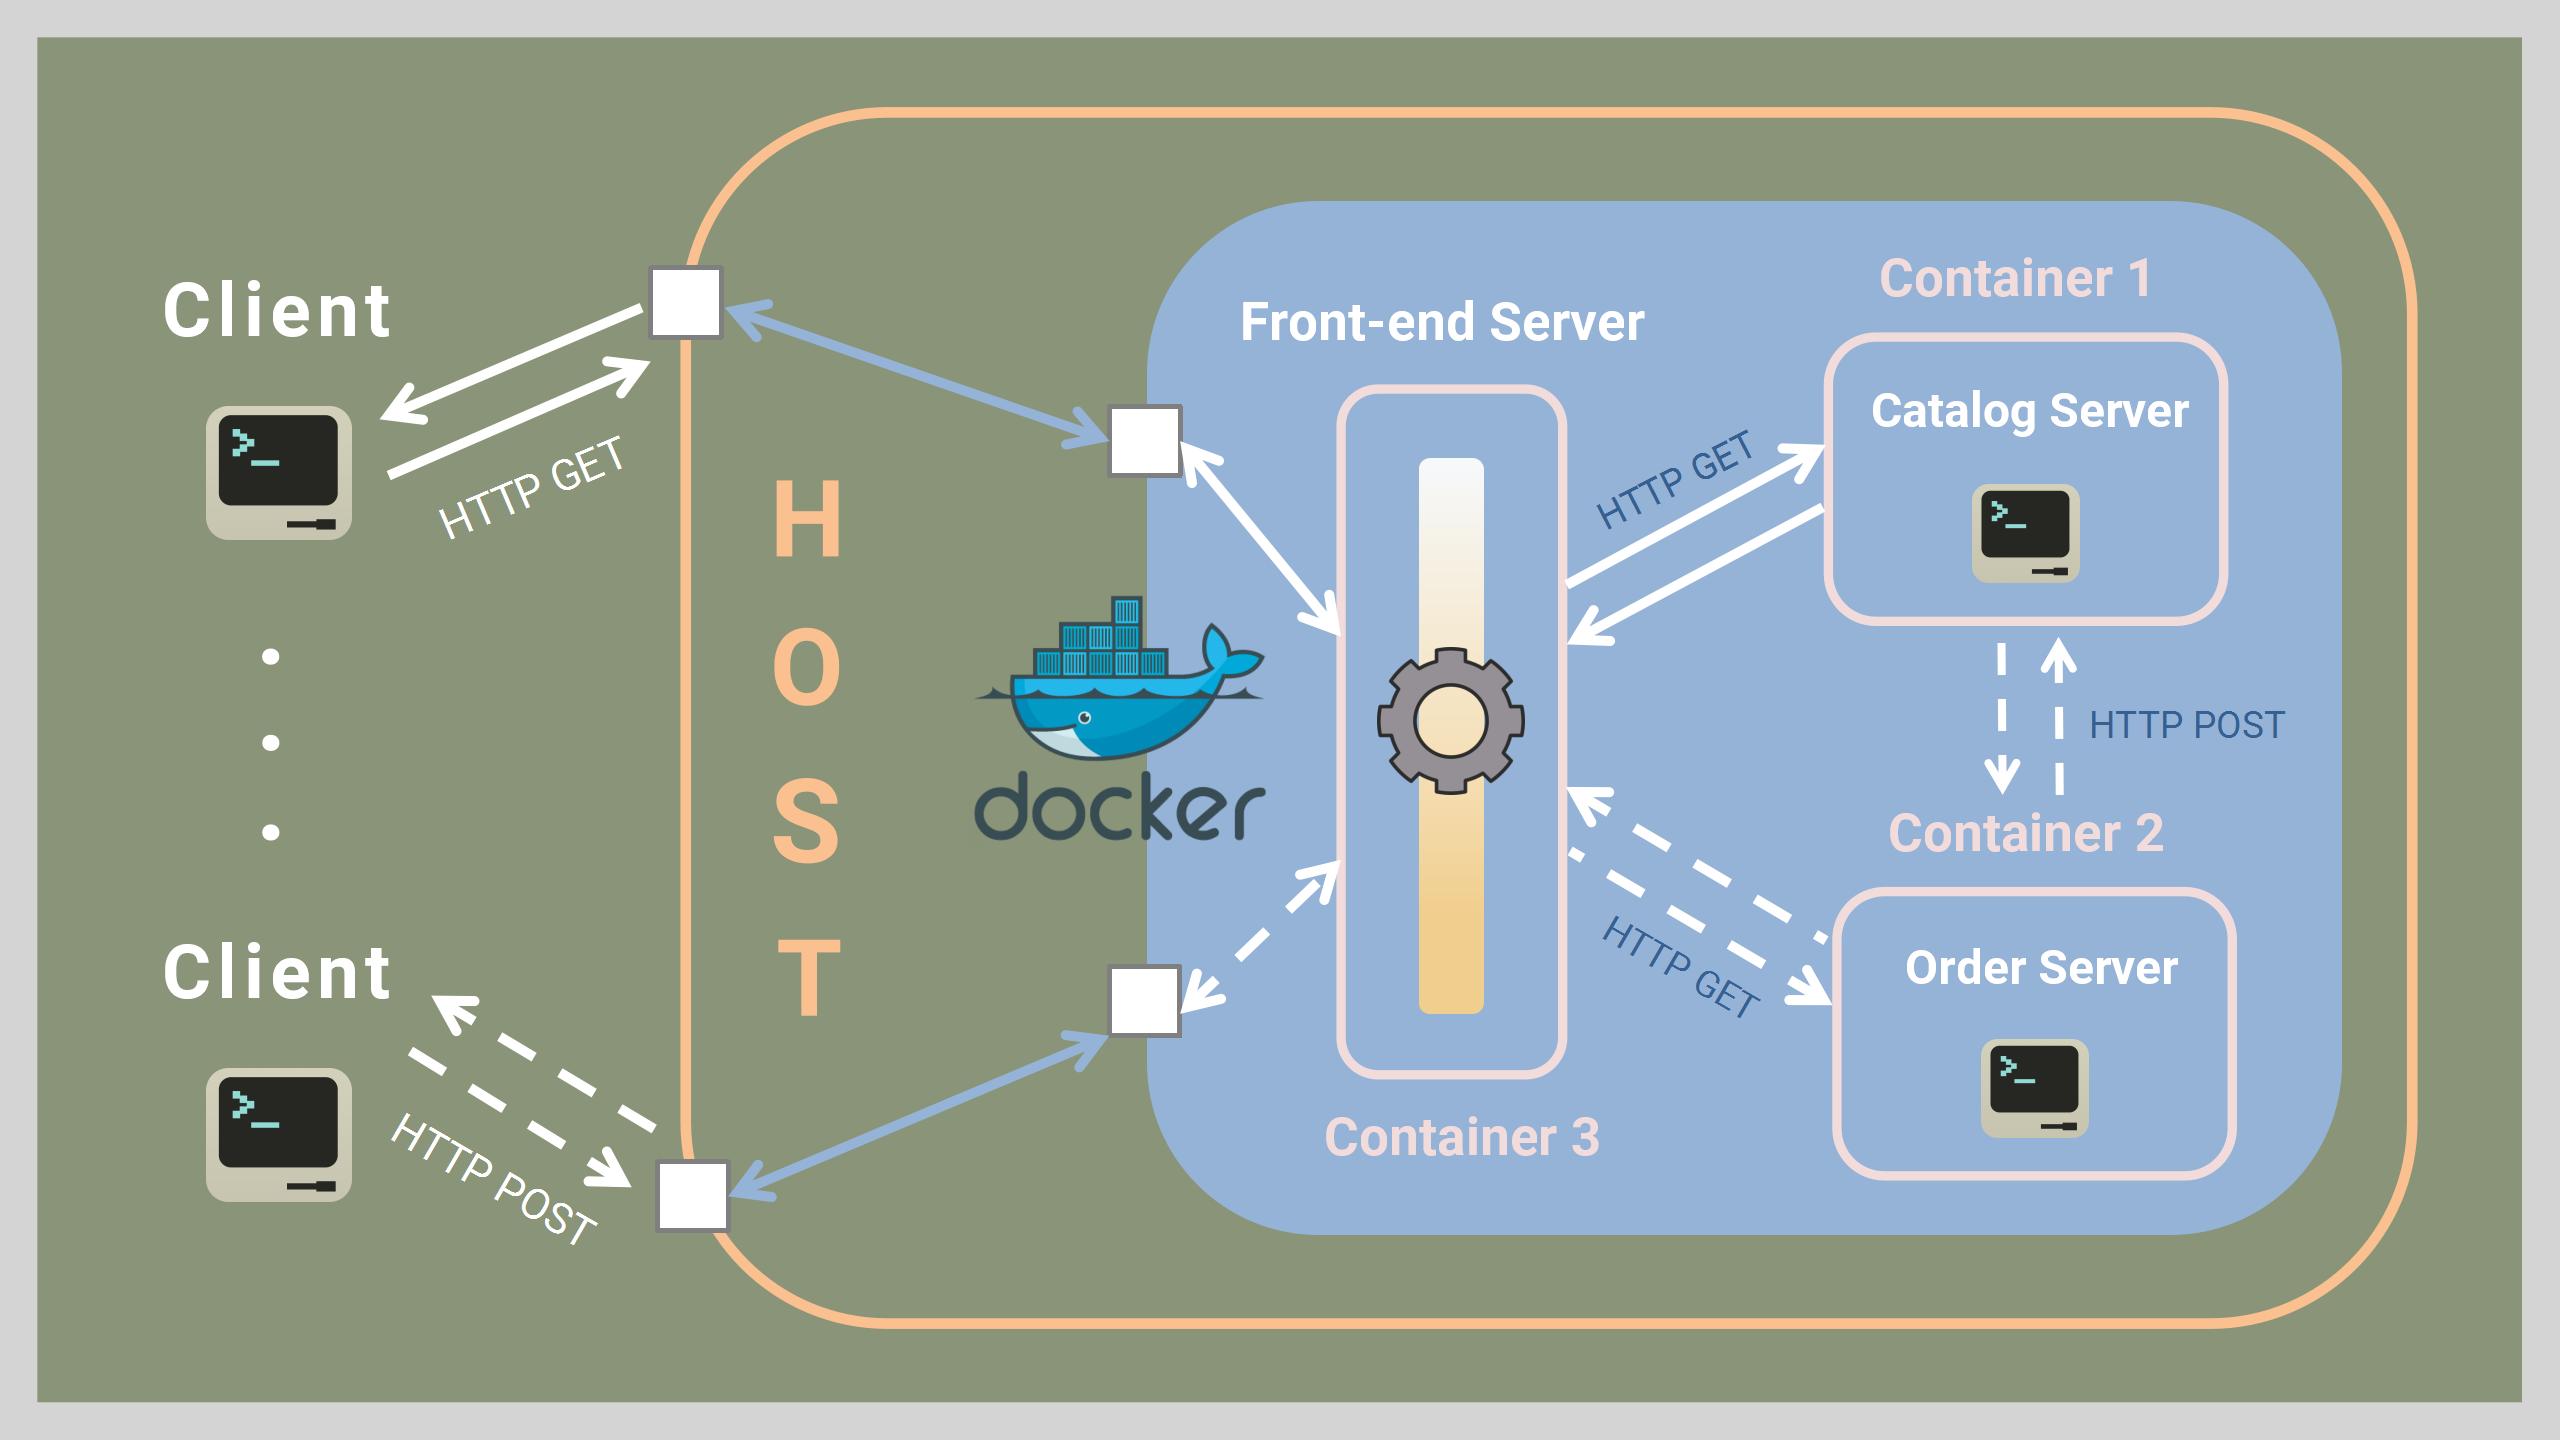 Client
HTTP GET
Client
HTTP POST
H
O
S
T
docker
Front-end Server
Container 3
HTTP GET
HTTP GET
Container 1
Catalog Server
HTTP POST
Container 2
Order Server